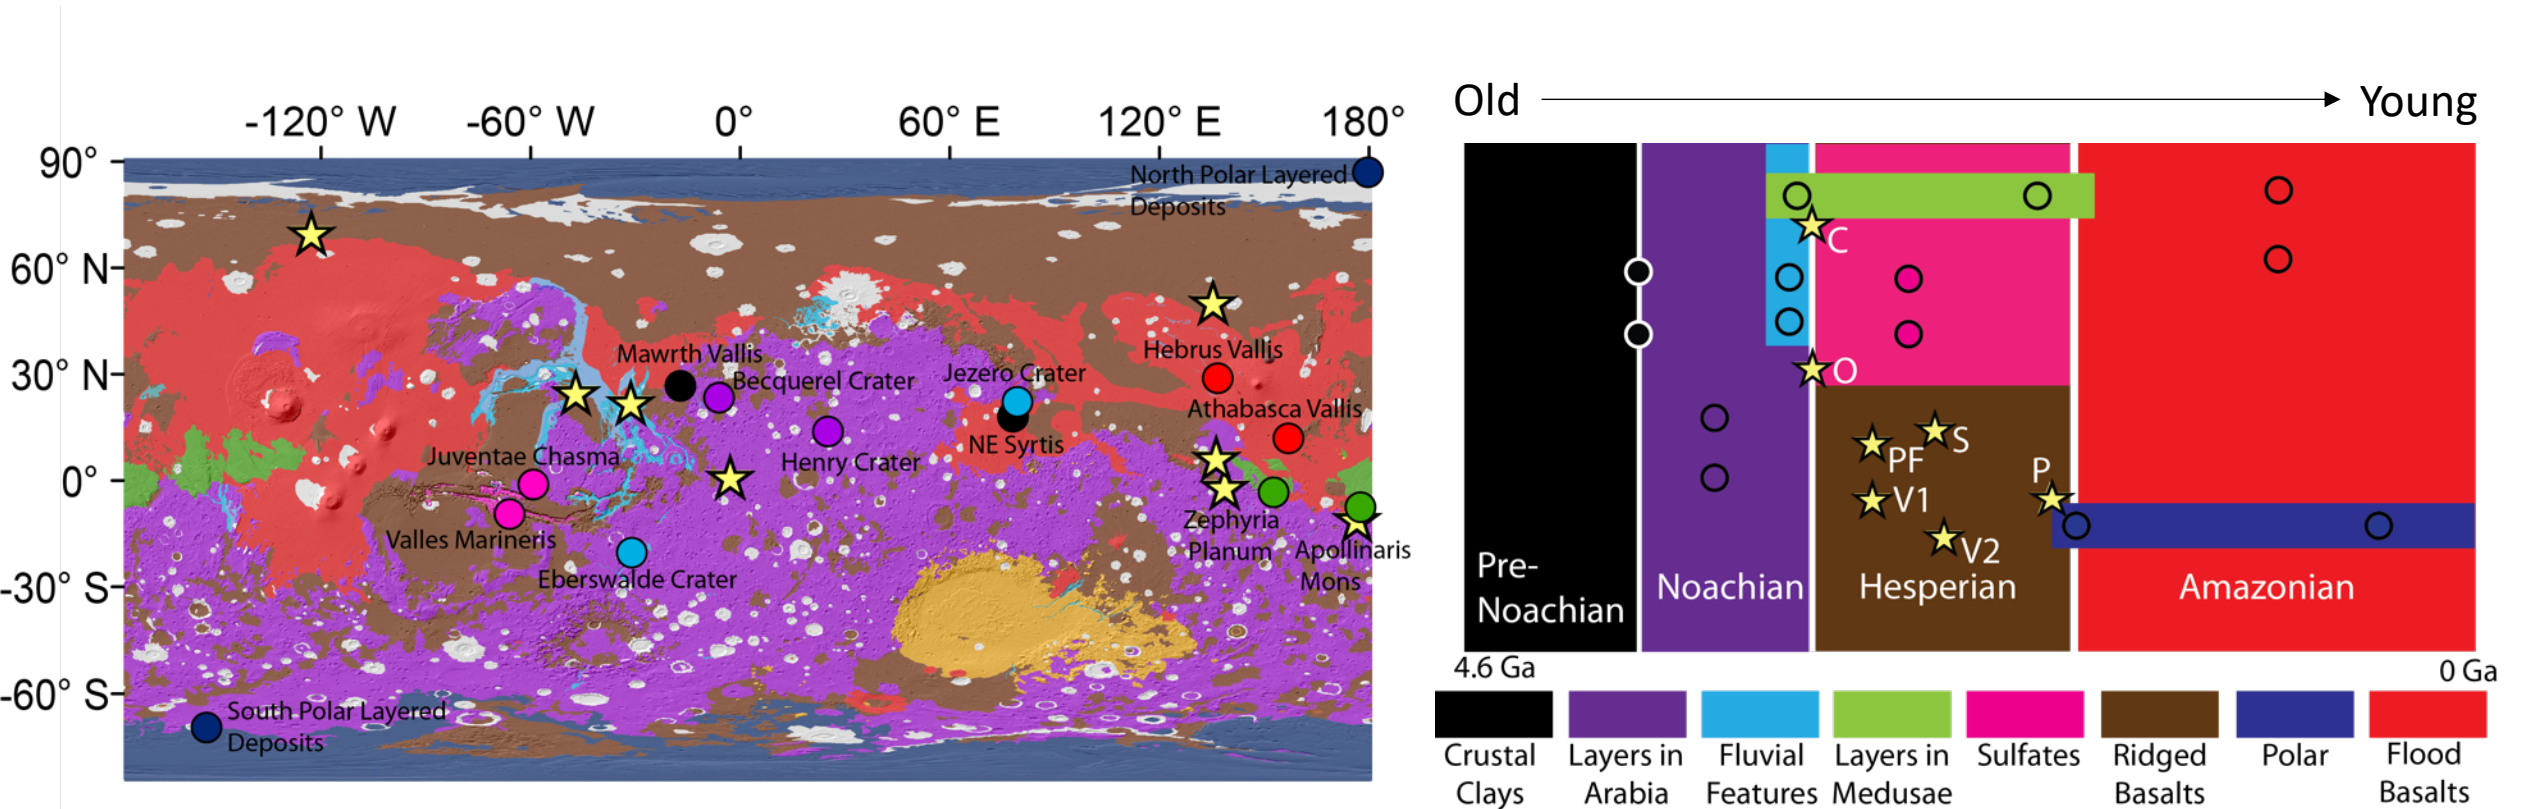 -120° W
-60° W
0°
60° E
120° E
180°
90°
60° N
30° N
0°
-30° S
-60° S
North Polar Layered
Deposits
Mawrth Vallis
Becquerel Crater
Jezero Crater
Hebrus Vallis
Athabasca Vallis
NE Syrtis
Henry Crater
Juventae Chasma
Valles Marineris
Eberswalde Crater
Zephyria
Planum
Apollinaris
Mons
South Polar Layered
Deposits
Old
Young
C
O
S
PF
P
V1
V2
Pre-
Noachian
Noachian
Hesperian
Amazonian
4.6 Ga
0 Ga
Crustal
Clays
Layers in
Arabia
Fluvial
Features
Layers in
Medusae
Sulfates
Ridged
Basalts
Polar
Flood
Basalts